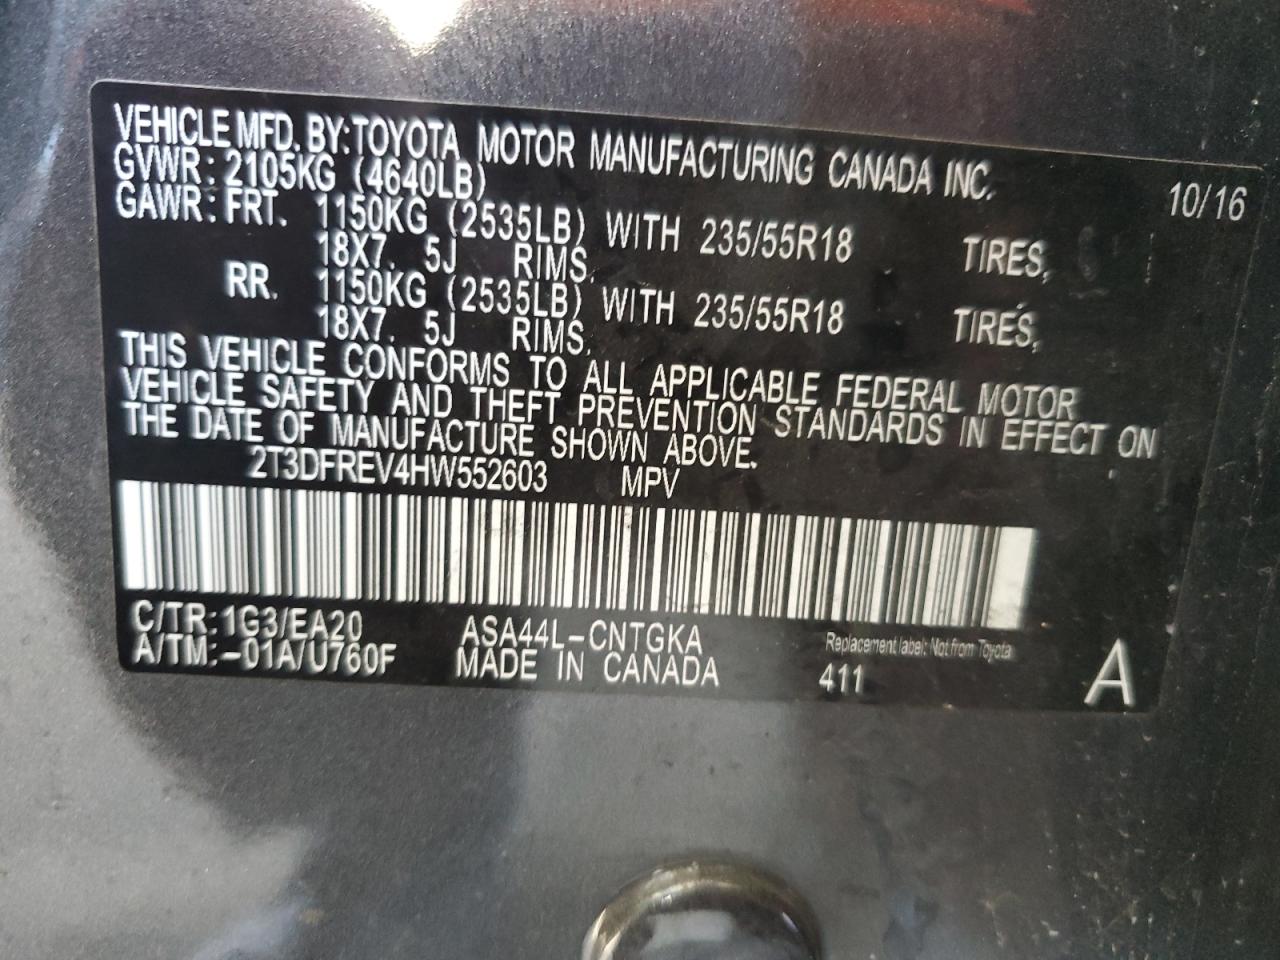 VEHICLE MFD. BY: TOYOTA MOTOR MANUFACTURING CANADA INC.
GVWR: 2105KG (4640LB) 10/16
GAWR: FRT. 1150KG (2535LB) WITH 235/55R18 TIRES,
18X7. 5J RIMS.
RR. 1150KG (2535LB) WITH 235/55R18 TIRES,
18X7. 5J RIMS.
THIS VEHICLE CONFORMS TO ALL APPLICABLE FEDERAL MOTOR
VEHICLE SAFETY AND THEFT PREVENTION STANDARDS IN EFFECT ON
THE DATE OF MANUFACTURE SHOWN ABOVE.
2T3DFREV4HW552603 MPV
C/TR: 1G3/EA20 ASA44L-CNTGKA Replacement label: Not from Toyota
A/TM: -01A/U760F MADE IN CANADA 411 A